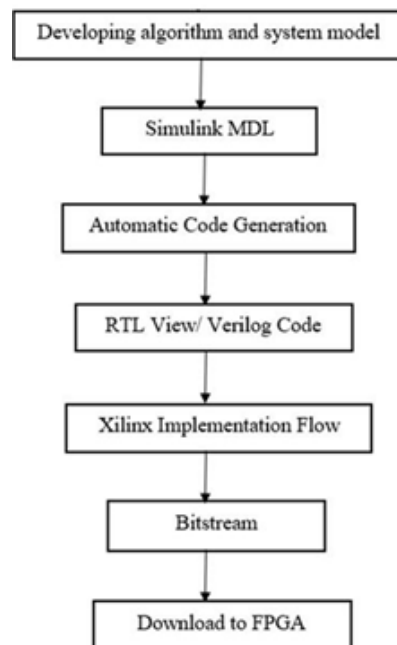 Developing algorithm and system model
Simulink MDL
Automatic Code Generation
RTL View/ Verilog Code
Xilinx Implementation Flow
Bitstream
Download to FPGA